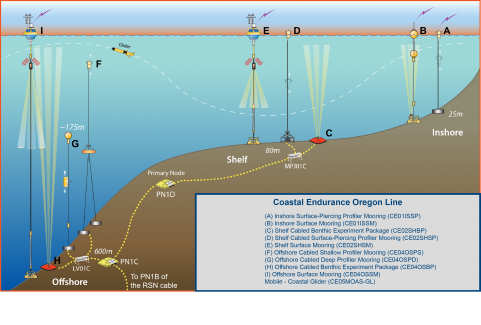 I
E
D
B
A
Glider
F
~175m
G
25m
C
Inshore
80m
Shelf
MPJ01C
Primary Node
PN1D
600m
H
LV01C
PN1C
Offshore
To PN1B of
the RSN cable
Coastal Endurance Oregon Line
(A) Inshore Surface-Piercing Profiler Mooring (CE01ISSP)
(B) Inshore Surface Mooring (CE01ISSM)
(C) Shelf Cabled Benthic Experiment Package (CE02SHBP)
(D) Shelf Cabled Surface-Piercing Profiler Mooring (CE02SHSP)
(E) Shelf Surface Mooring (CE02SHSM)
(F) Offshore Cabled Shallow Profiler Mooring (CE04OSPS)
(G) Offshore Cabled Deep Profiler Mooring (CE04OSPD)
(H) Offshore Cabled Benthic Experiment Package (CE04OSBP)
(I) Offshore Surface Mooring (CE04OSSM)
Mobile - Coastal Glider (CE05MOAS-GL)